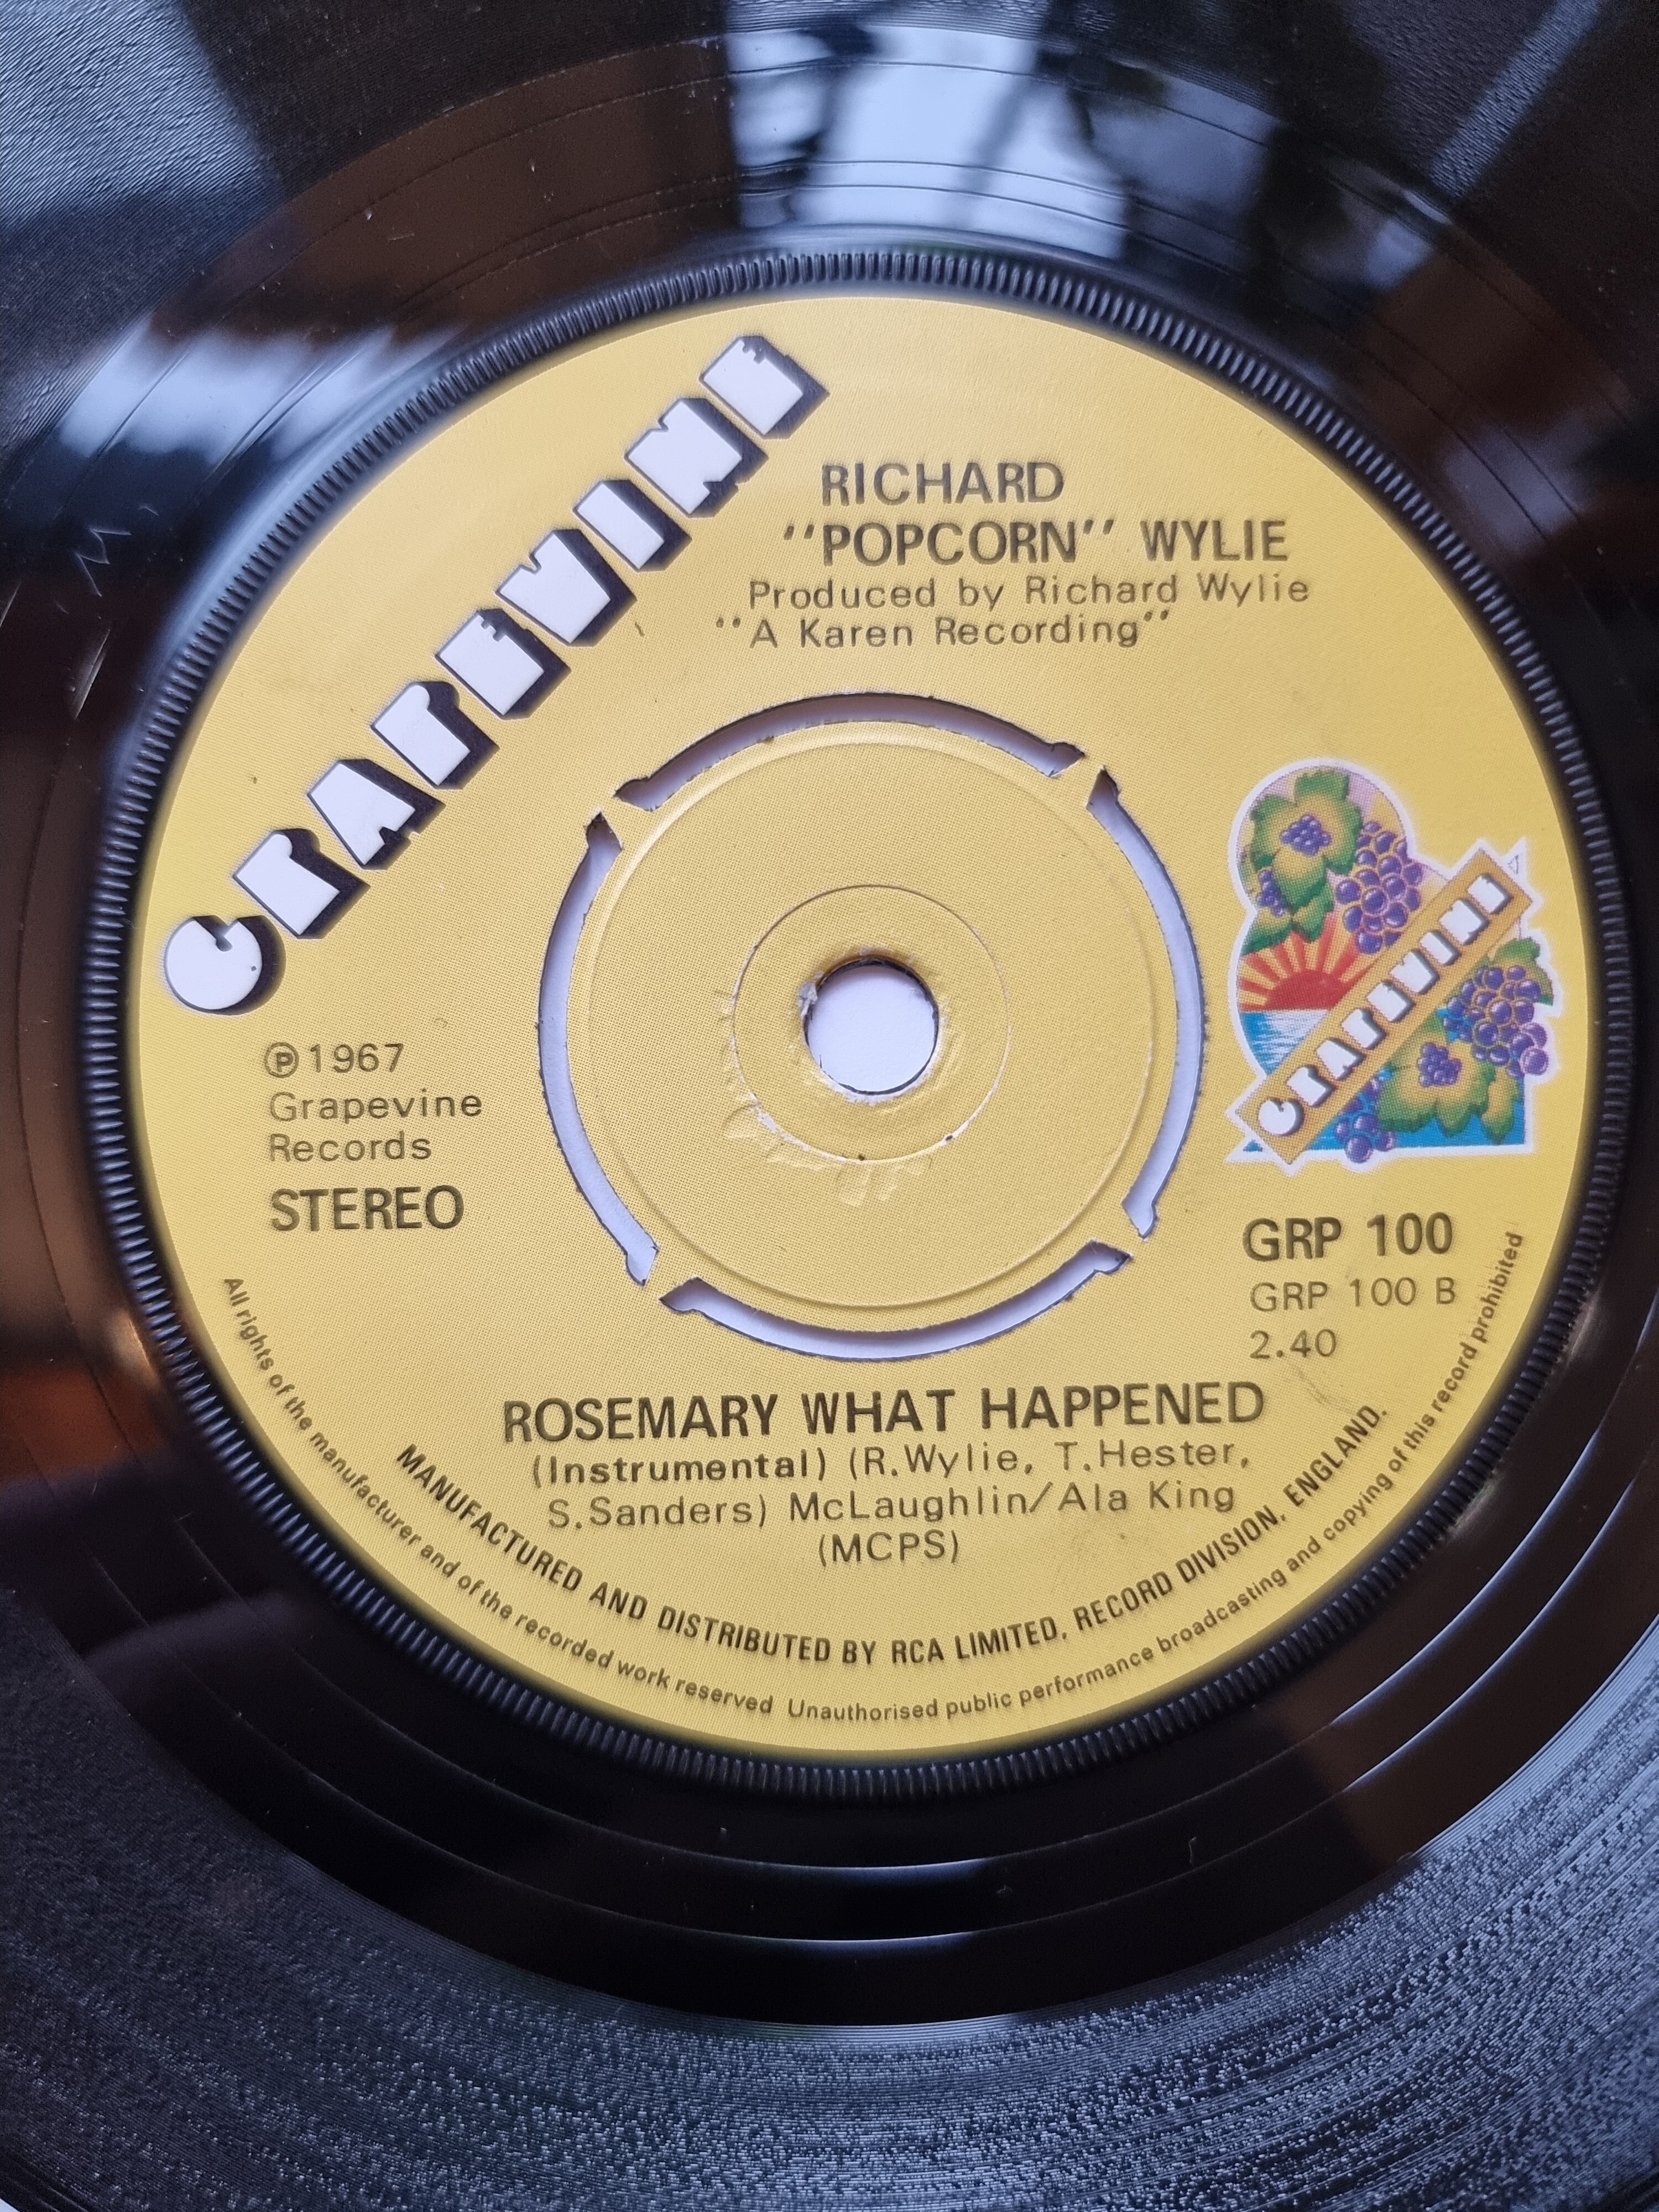 GRAPEVINE
RICHARD
"POPCORN" WYLIE
Produced by Richard Wylie
"A Karen Recording"
GRAPEVINE
Ⓟ1967
Grapevine
Records
STEREO
GRP 100
GRP 100 B
2.40
ROSEMARY WHAT HAPPENED
(Instrumental) (R.Wylie, T.Hester,
S.Sanders) McLaughlin/Ala King
(MCPS)
MANUFACTURED AND DISTRIBUTED BY RCA LIMITED, RECORD DIVISION, ENGLAND.
All rights of the manufacturer and of the recorded work reserved Unauthorised public performance broadcasting and copying of this record prohibited